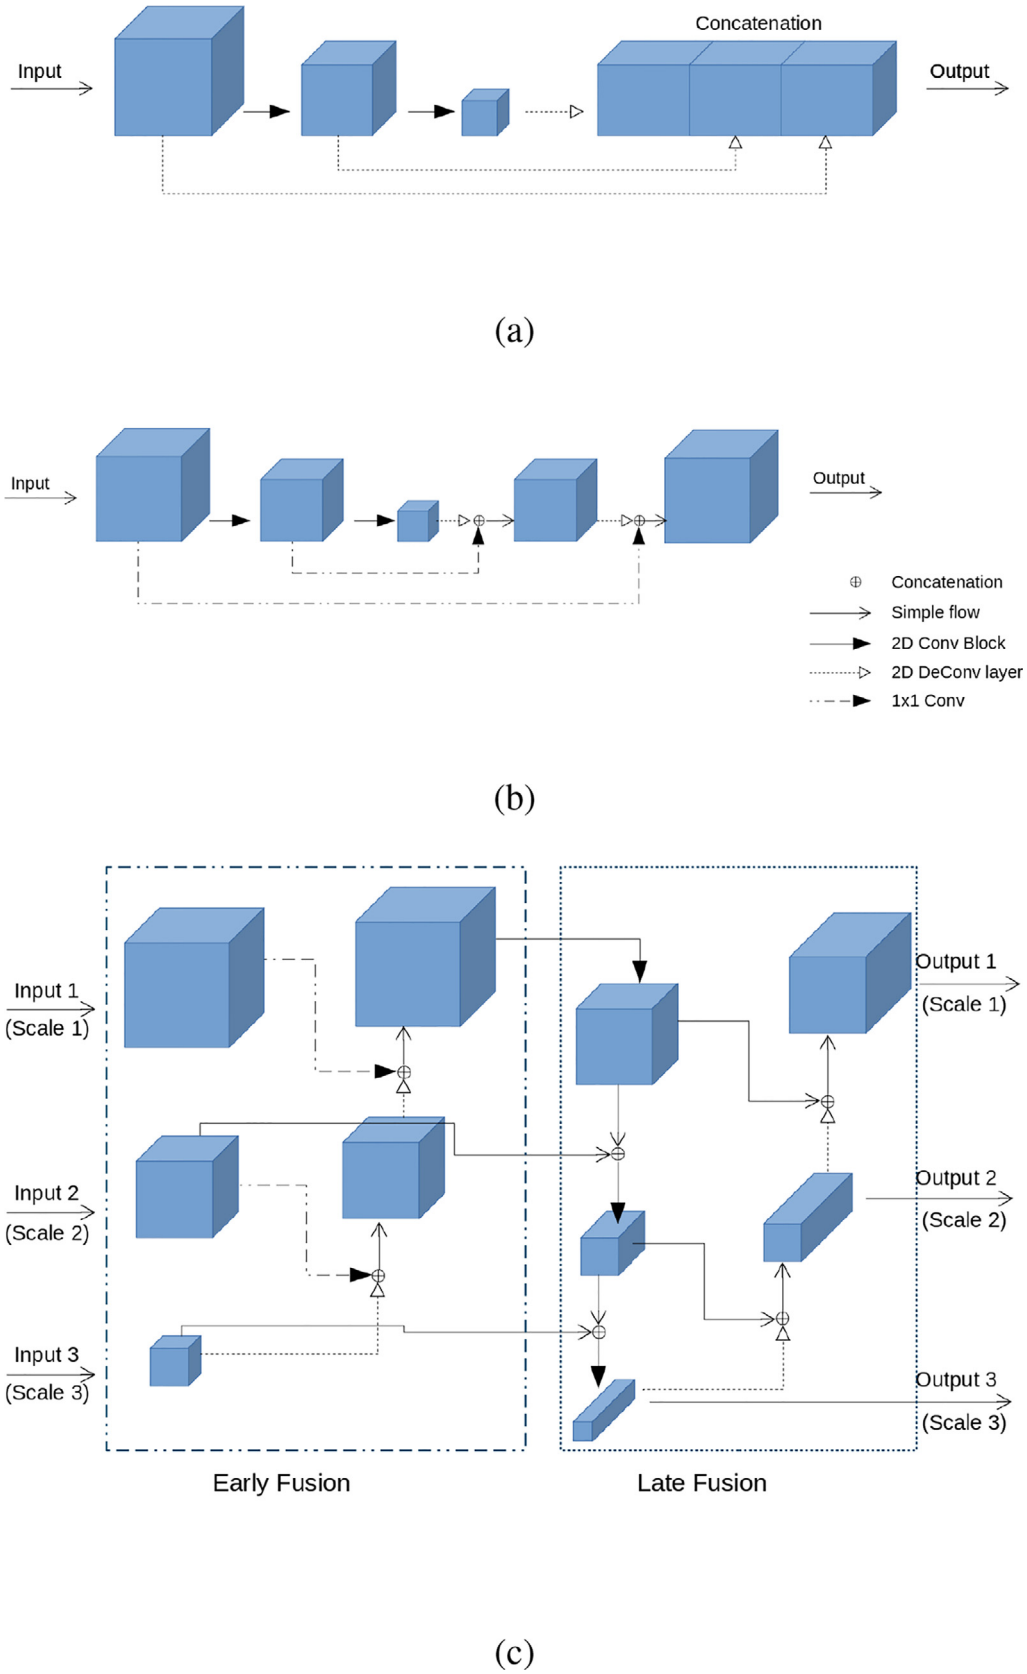 Concatenation
Input
Output
(a)
Input
Output
Concatenation
Simple flow
2D Conv Block
2D DeConv layer
1x1 Conv
(b)
Input 1
(Scale 1)
Output 1
(Scale 1)
Input 2
(Scale 2)
Output 2
(Scale 2)
Input 3
(Scale 3)
Output 3
(Scale 3)
Early Fusion
Late Fusion
(c)